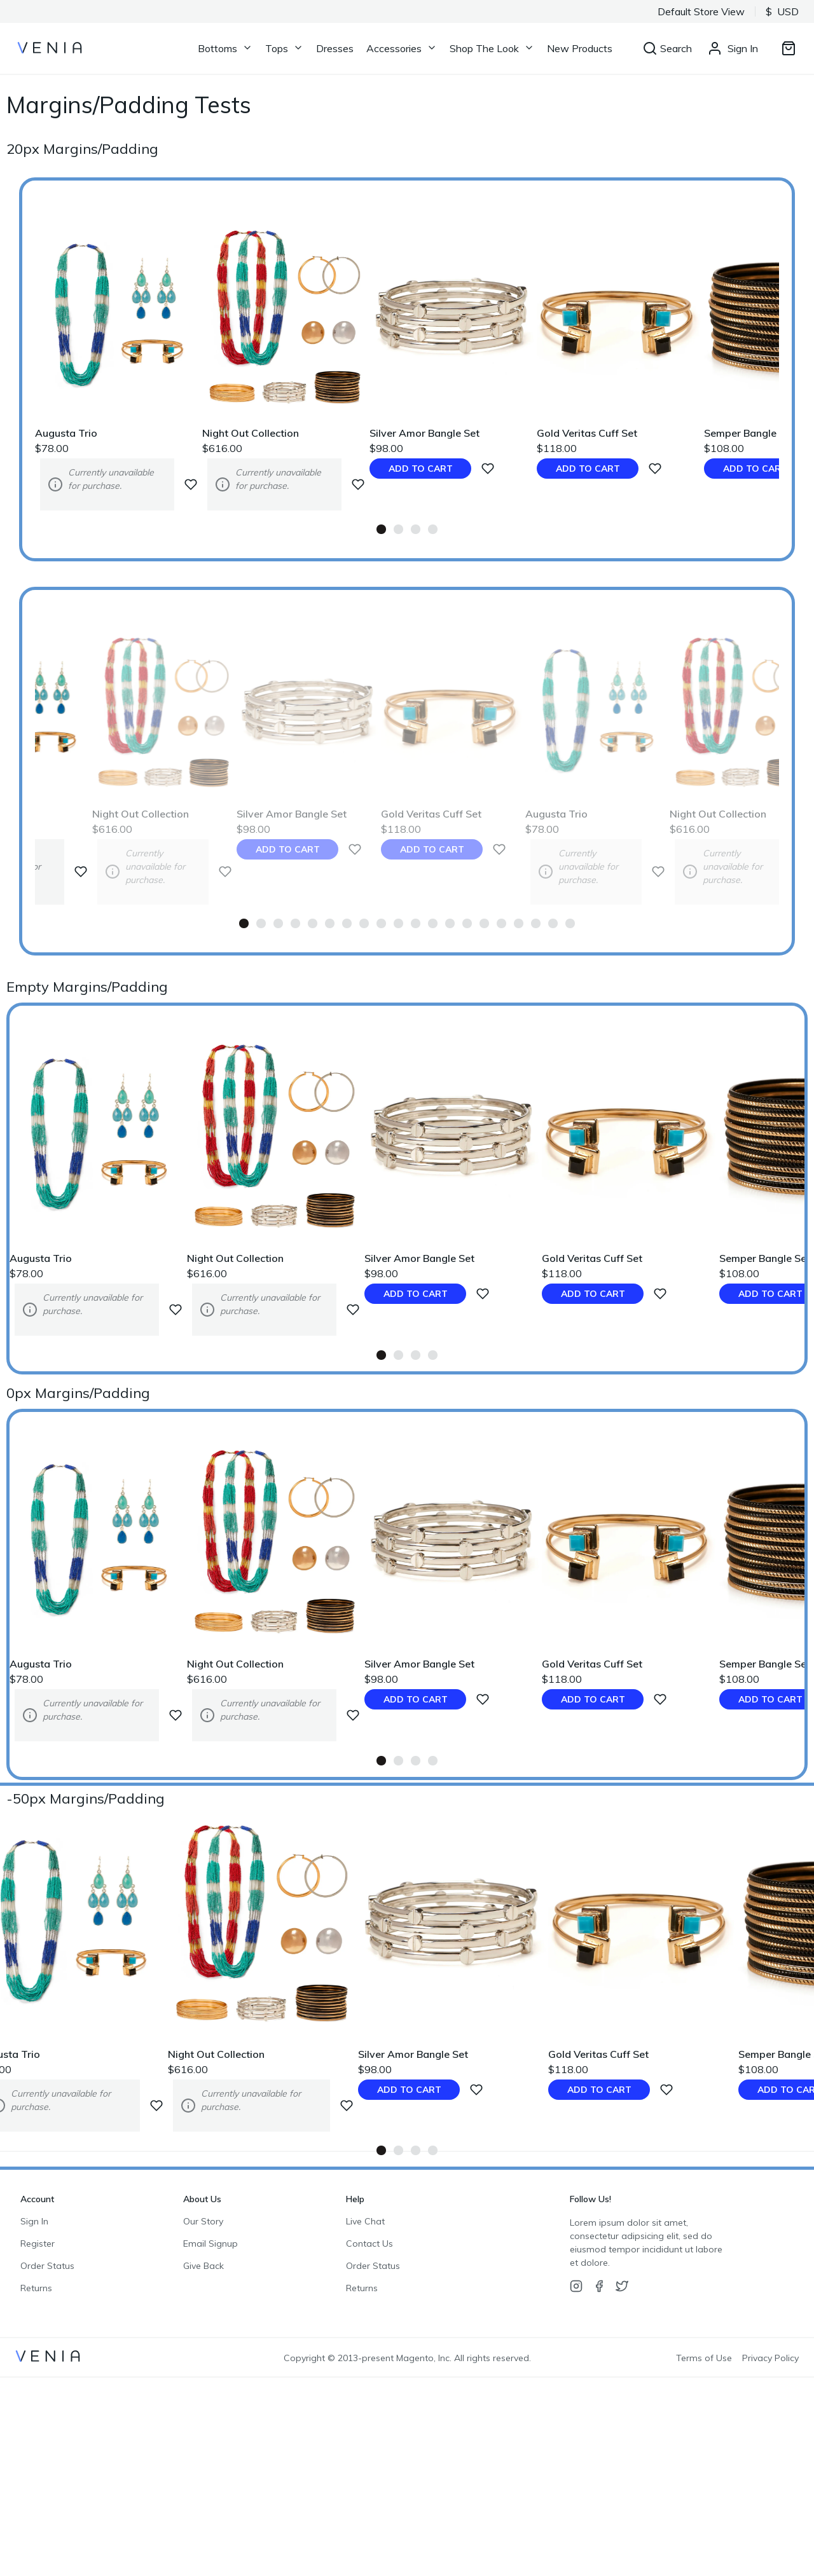 Default Store View $ USD
VENIA Bottoms Tops Dresses Accessories Shop The Look New Products Search Sign In
Margins/Padding Tests
20px Margins/Padding
Augusta Trio Night Out Collection Silver Amor Bangle Set Gold Veritas Cuff Set Semper Bangle
$78.00 $616.00 $98.00 $118.00 $108.00
Currently unavailable Currently unavailable ADD TO CART ADD TO CART ADD TO CAR
for purchase. for purchase.
Night Out Collection Silver Amor Bangle Set Gold Veritas Cuff Set Augusta Trio Night Out Collection
$616.00 $98.00 $118.00 $78.00 $616.00
Currently ADD TO CART ADD TO CART Currently Currently
or unavailable for unavailable for unavailable for
purchase. purchase. purchase.
Empty Margins/Padding
Augusta Trio Night Out Collection Silver Amor Bangle Set Gold Veritas Cuff Set Semper Bangle Se
$78.00 $616.00 $98.00 $118.00 $108.00
Currently unavailable for Currently unavailable for ADD TO CART ADD TO CART ADD TO CART
purchase. purchase.
0px Margins/Padding
Augusta Trio Night Out Collection Silver Amor Bangle Set Gold Veritas Cuff Set Semper Bangle Se
$78.00 $616.00 $98.00 $118.00 $108.00
Currently unavailable for Currently unavailable for ADD TO CART ADD TO CART ADD TO CART
purchase. purchase.
-50px Margins/Padding
usta Trio Night Out Collection Silver Amor Bangle Set Gold Veritas Cuff Set Semper Bangle
.00 $616.00 $98.00 $118.00 $108.00
Currently unavailable for Currently unavailable for ADD TO CART ADD TO CART ADD TO CAR
purchase. purchase.
Account About Us Help Follow Us!
Sign In Our Story Live Chat Lorem ipsum dolor sit amet,
Register Email Signup Contact Us consectetur adipsicing elit, sed do
eiusmod tempor incididunt ut labore
Order Status Give Back Order Status et dolore.
Returns Returns
VENIA Copyright © 2013-present Magento, Inc. All rights reserved. Terms of Use Privacy Policy